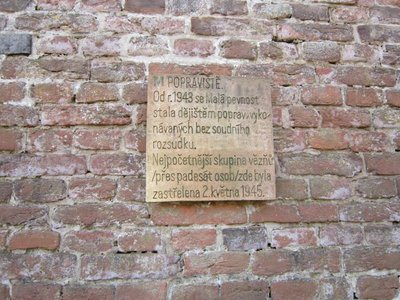 14 POPRAVIŠTĚ.
Od r. 1943 se Malá pevnost
stala dějištěm poprav, vyko-
návaných bez soudního
rozsudku.
Nejpočetnější skupina vězňů
/přes padesát osob/ zde byla
zastřelena 2. května 1945.